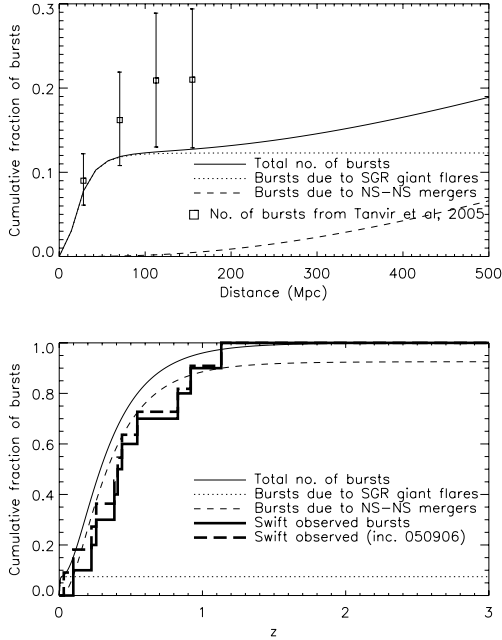 0.3
0.2
0.1
0.0
Cumulative fraction of bursts
Total no. of bursts
Bursts due to SGR giant flares
Bursts due to NS-NS mergers
No. of bursts from Tanvir et al, 2005
0 100 200 300 400 500
Distance (Mpc)
1.0
0.8
0.6
0.4
0.2
0.0
Cumulative fraction of bursts
Total no. of bursts
Bursts due to SGR giant flares
Bursts due to NS-NS mergers
Swift observed bursts
Swift observed (inc. 050906)
0 1 2 3
z